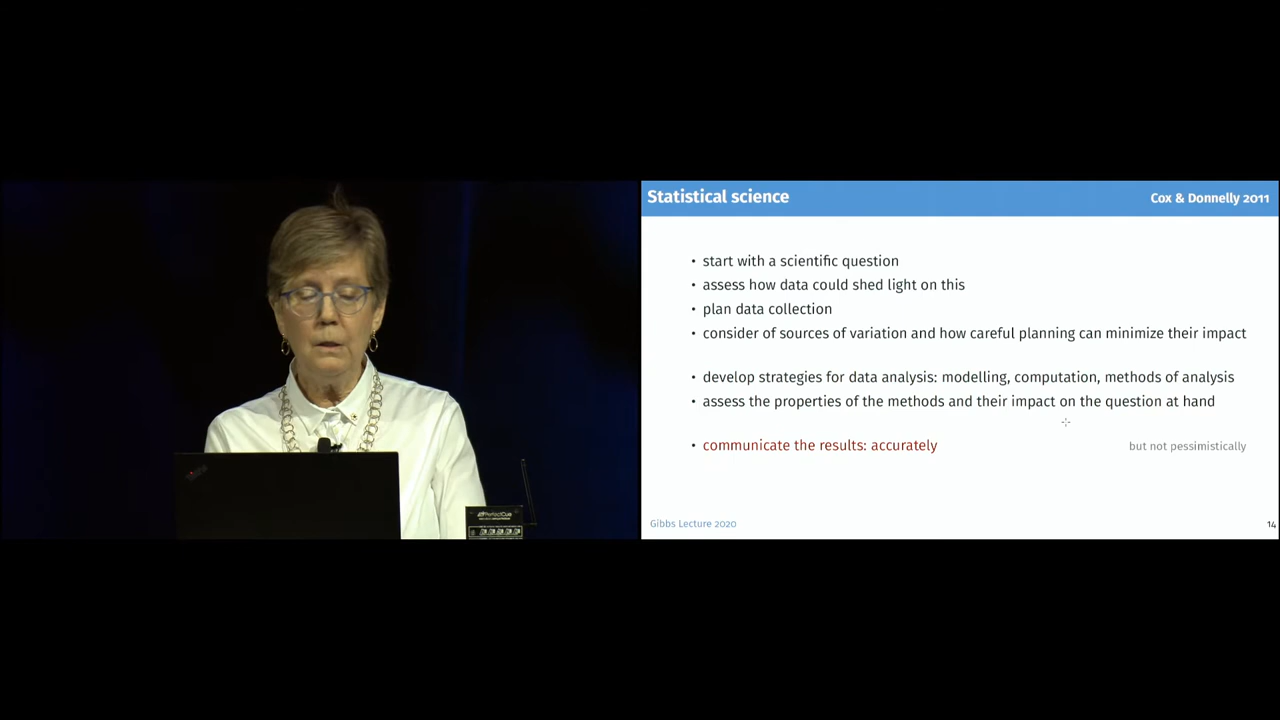 Statistical science
Cox & Donnelly 2011
• start with a scientific question
• assess how data could shed light on this
• plan data collection
• consider of sources of variation and how careful planning can minimize their impact
• develop strategies for data analysis: modelling, computation, methods of analysis
• assess the properties of the methods and their impact on the question at hand
• communicate the results: accurately
but not pessimistically
Gibbs Lecture 2020
14
PerfectCue